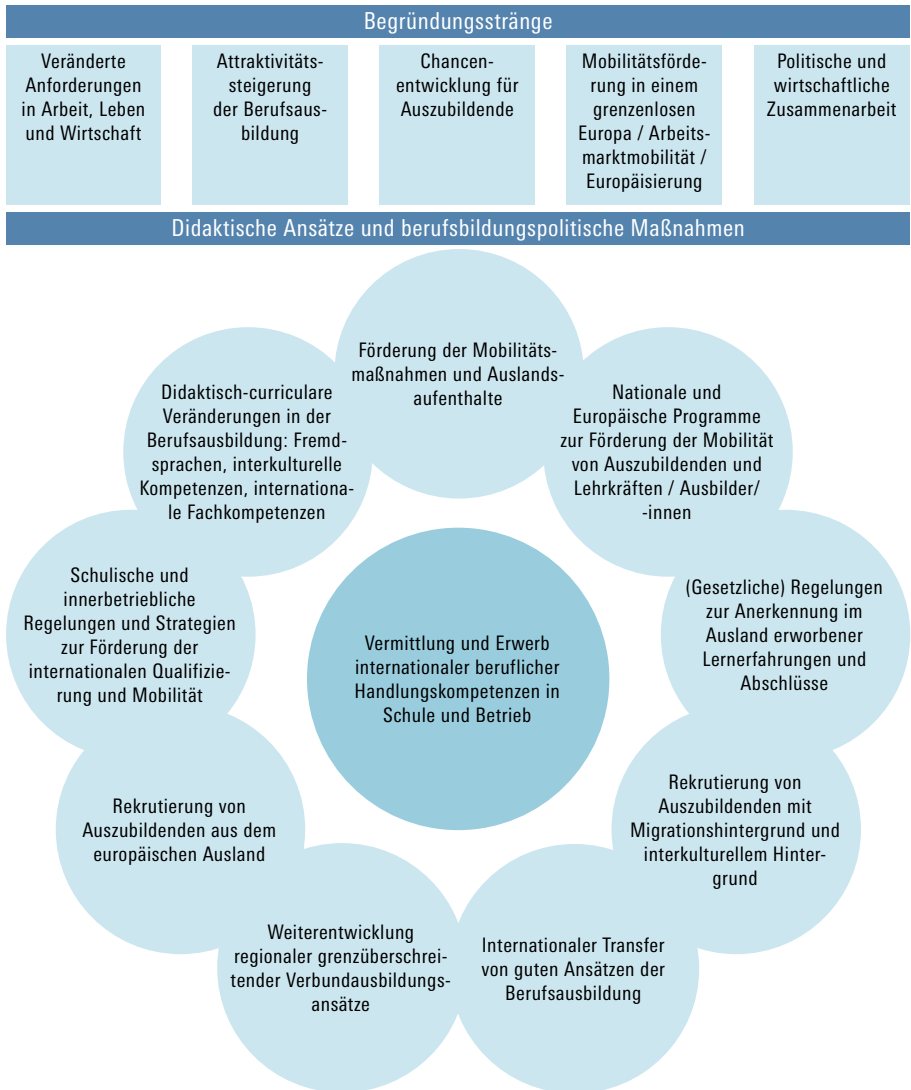 Begründungsstränge
Veränderte
Anforderungen
in Arbeit, Leben
und Wirtschaft
Attraktivitäts-
steigerung
der Berufsaus-
bildung
Chancen-
entwicklung für
Auszubildende
Mobilitätsförde-
rung in einem
grenzenlosen
Europa / Arbeits-
marktmobilität /
Europäisierung
Politische und
wirtschaftliche
Zusammenarbeit
Didaktische Ansätze und berufsbildungspolitische Maßnahmen
Förderung der Mobilitäts-
maßnahmen und Auslands-
aufenthalte
Nationale und
Europäische Programme
zur Förderung der Mobilität
von Auszubildenden und
Lehrkräften / Ausbilder/
-innen
(Gesetzliche) Regelungen
zur Anerkennung im
Ausland erworbener
Lernerfahrungen und
Abschlüsse
Rekrutierung von
Auszubildenden mit
Migrationshintergrund und
interkulturellem Hinter-
grund
Internationaler Transfer
von guten Ansätzen der
Berufsausbildung
Weiterentwicklung
regionaler grenzüberschrei-
tender Verbundausbildungs-
ansätze
Rekrutierung von
Auszubildenden aus dem
europäischen Ausland
Schulische und
innerbetriebliche
Regelungen und Strategien
zur Förderung der
internationalen Qualifizie-
rung und Mobilität
Didaktisch-curriculare
Veränderungen in der
Berufsausbildung: Fremd-
sprachen, interkulturelle
Kompetenzen, internationa-
le Fachkompetenzen
Vermittlung und Erwerb
internationaler beruflicher
Handlungskompetenzen in
Schule und Betrieb